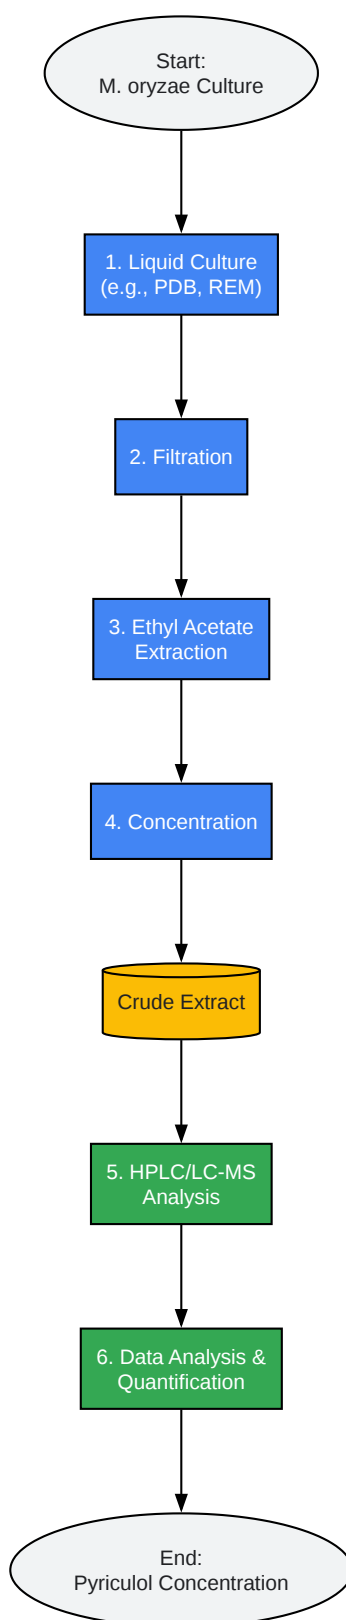 Start:
M. oryzae Culture
1. Liquid Culture
(e.g., PDB, REM)
2. Filtration
3. Ethyl Acetate
Extraction
4. Concentration
Crude Extract
5. HPLC/LC-MS
Analysis
6. Data Analysis &
Quantification
End:
Pyriculol Concentration